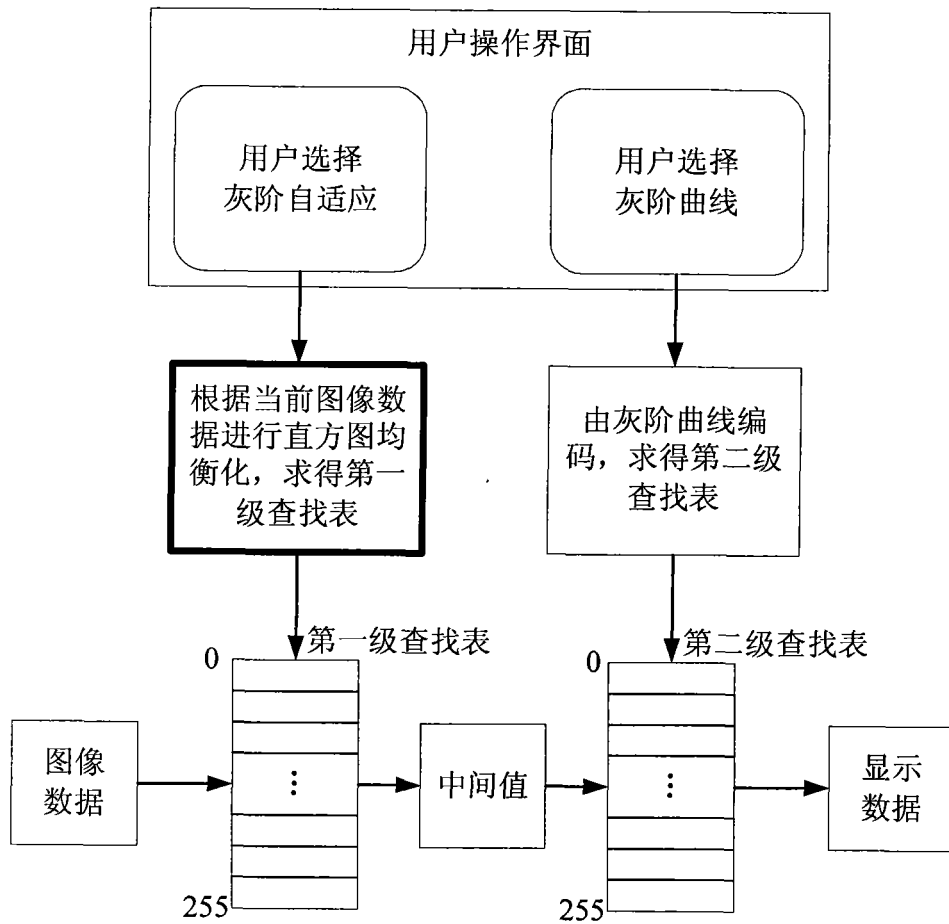 用户操作界面
用户选择
灰阶自适应
用户选择
灰阶曲线
根据当前图像数
据进行直方图均
衡化，求得第一
级查找表
由灰阶曲线编
码，求得第二级
查找表
第一级查找表
0
第二级查找表
0
图像
数据
⋮
中间值
⋮
显示
数据
255
255